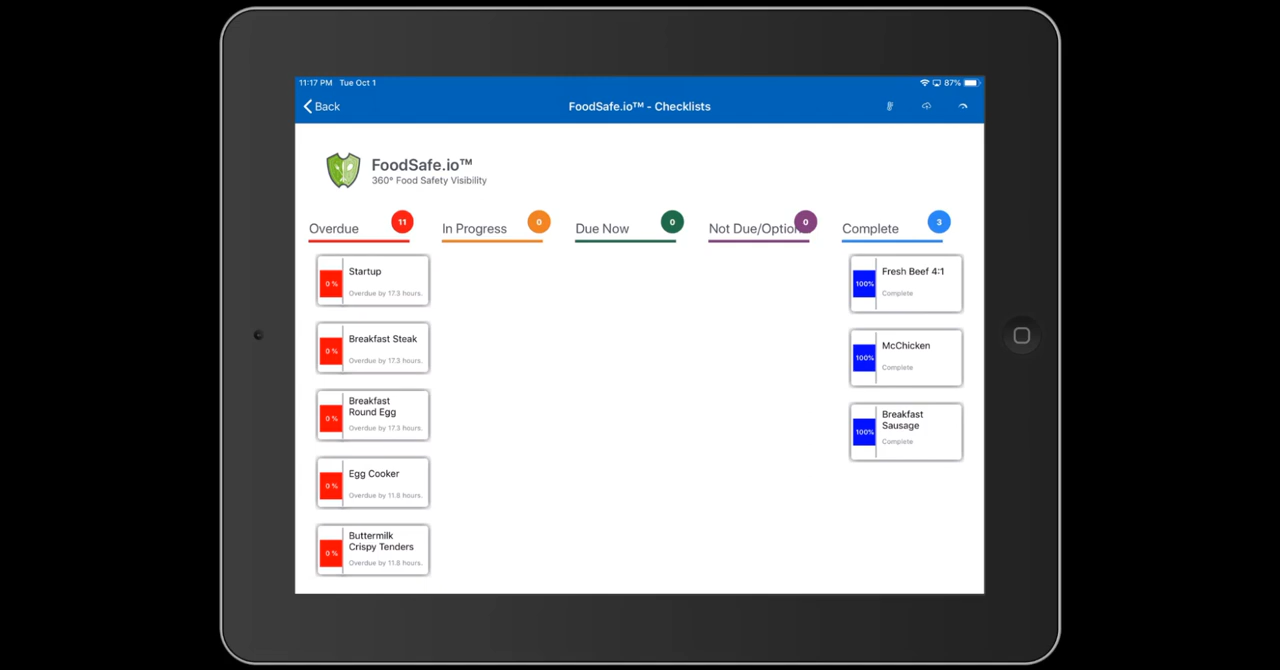 11:17 PM Tue Oct 1
87%
Back
FoodSafe.io™ - Checklists
FoodSafe.io™
360° Food Safety Visibility
Overdue
11
In Progress
0
Due Now
0
Not Due/Option
0
Complete
3
0 %
Startup
Overdue by 17.3 hours.
0 %
Breakfast Steak
Overdue by 17.3 hours.
0 %
Breakfast
Round Egg
Overdue by 17.3 hours.
0 %
Egg Cooker
Overdue by 11.8 hours.
0 %
Buttermilk
Crispy Tenders
Overdue by 11.8 hours.
100%
Fresh Beef 4:1
Complete
100%
McChicken
Complete
100%
Breakfast
Sausage
Complete